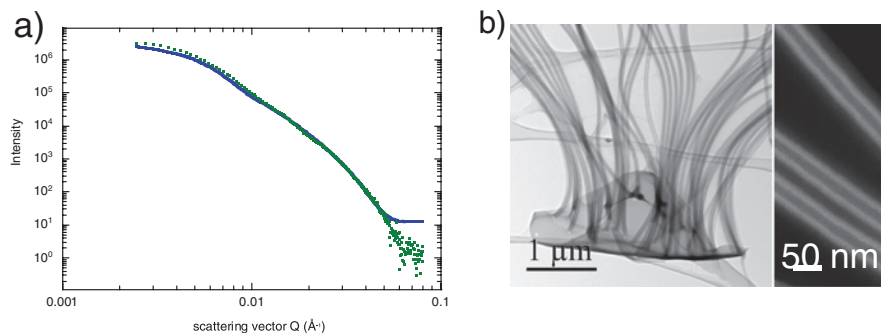 a)
10⁶
10⁵
10⁴
10³
10²
10¹
10⁰
Intensity
0.001
0.01
0.1
scattering vector Q (Å⁻¹)
b)
1 µm
50 nm